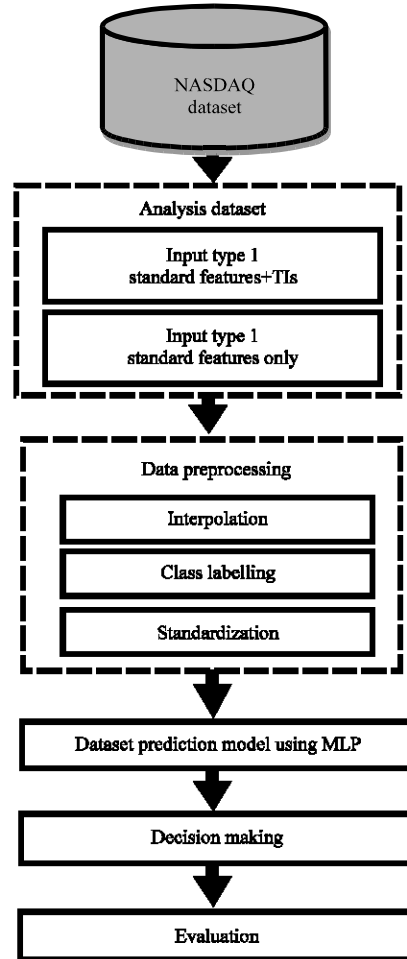 NASDAQ
dataset
Analysis dataset
Input type 1
standard features+TIs
Input type 1
standard features only
Data preprocessing
Interpolation
Class labelling
Standardization
Dataset prediction model using MLP
Decision making
Evaluation